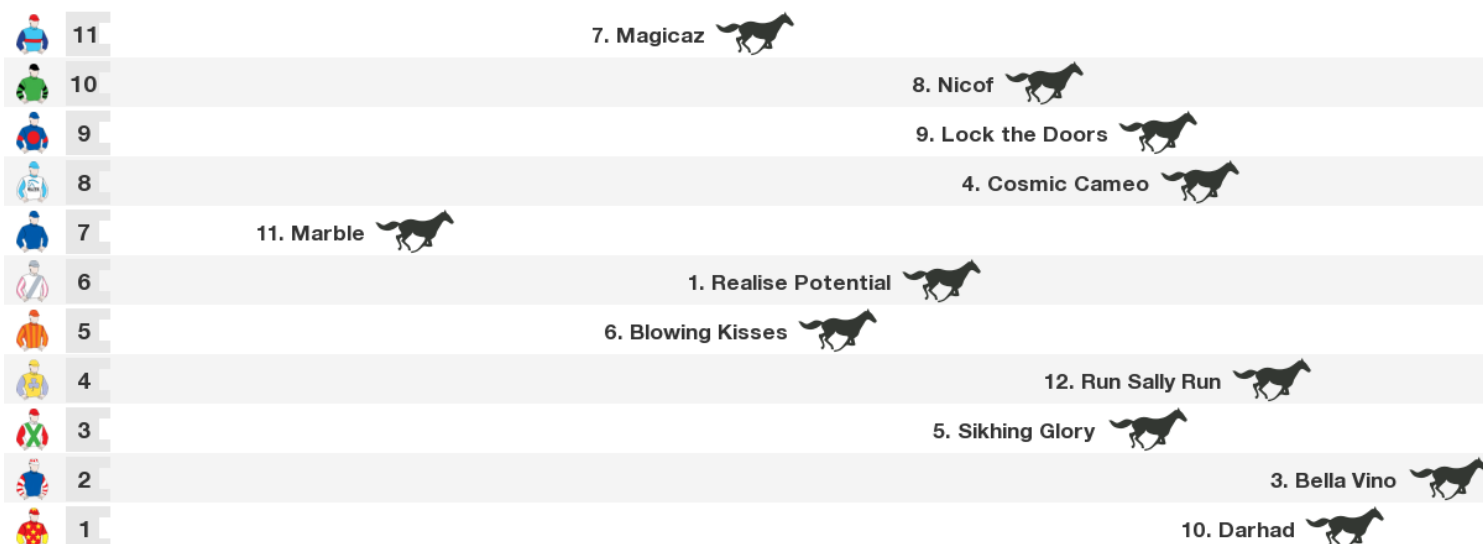 11 7. Magicaz
10 8. Nicof
9 9. Lock the Doors
8 4. Cosmic Cameo
7 11. Marble
6 1. Realise Potential
5 6. Blowing Kisses
4 12. Run Sally Run
3 5. Sikhing Glory
2 3. Bella Vino
1 10. Darhad